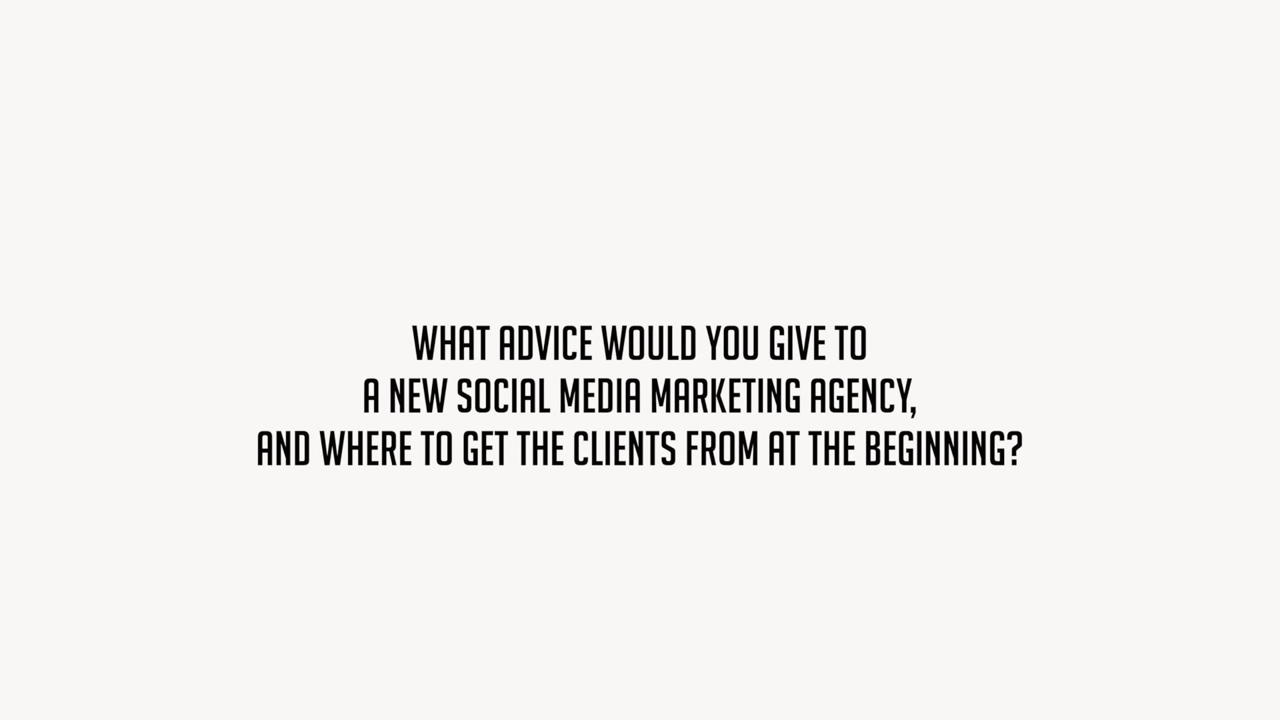 WHAT ADVICE WOULD YOU GIVE TO
A NEW SOCIAL MEDIA MARKETING AGENCY,
AND WHERE TO GET THE CLIENTS FROM AT THE BEGINNING?